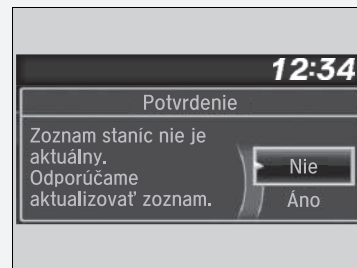 12:34
Potvrdenie
Zoznam staníc nie je
aktuálny.
Odporúčame
aktualizovať zoznam.
Nie
Áno